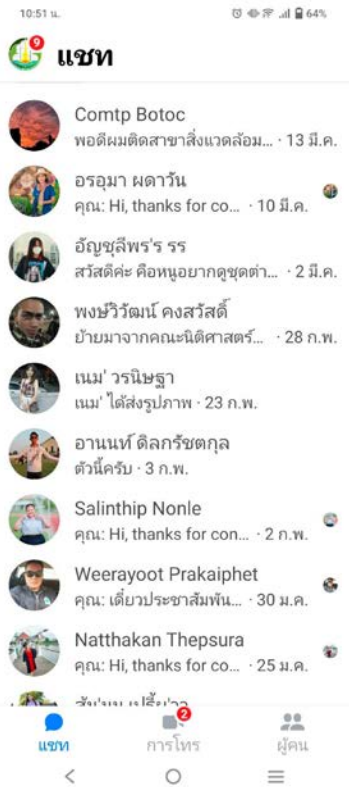 10:51 น.
64%
9
แชท
Comtp Botoc
พอดีผมติดสาขาสิ่งแวดล้อม... · 13 มี.ค.
อรอุมา ผดาวัน
คุณ: Hi, thanks for co... · 10 มี.ค.
อัญชุลีพร'ร รร
สวัสดีค่ะ คือหนูอยากดูชุดต่า... · 2 มี.ค.
พงษ์วิวัฒน์ คงสวัสดิ์
ย้ายมาจากคณะนิติศาสตร์... · 28 ก.พ.
เนม' วรนิษฐา
เนม' ได้ส่งรูปภาพ · 23 ก.พ.
อานนท์ ดิลกรัชตกุล
ตัวนี้ครับ · 3 ก.พ.
Salinthip Nonle
คุณ: Hi, thanks for con... · 2 ก.พ.
Weerayoot Prakaiphet
คุณ: เดี่ยวประชาสัมพัน... · 30 ม.ค.
Natthakan Thepsura
คุณ: Hi, thanks for co... · 25 ม.ค.
2
แชท
การโทร
ผู้คน